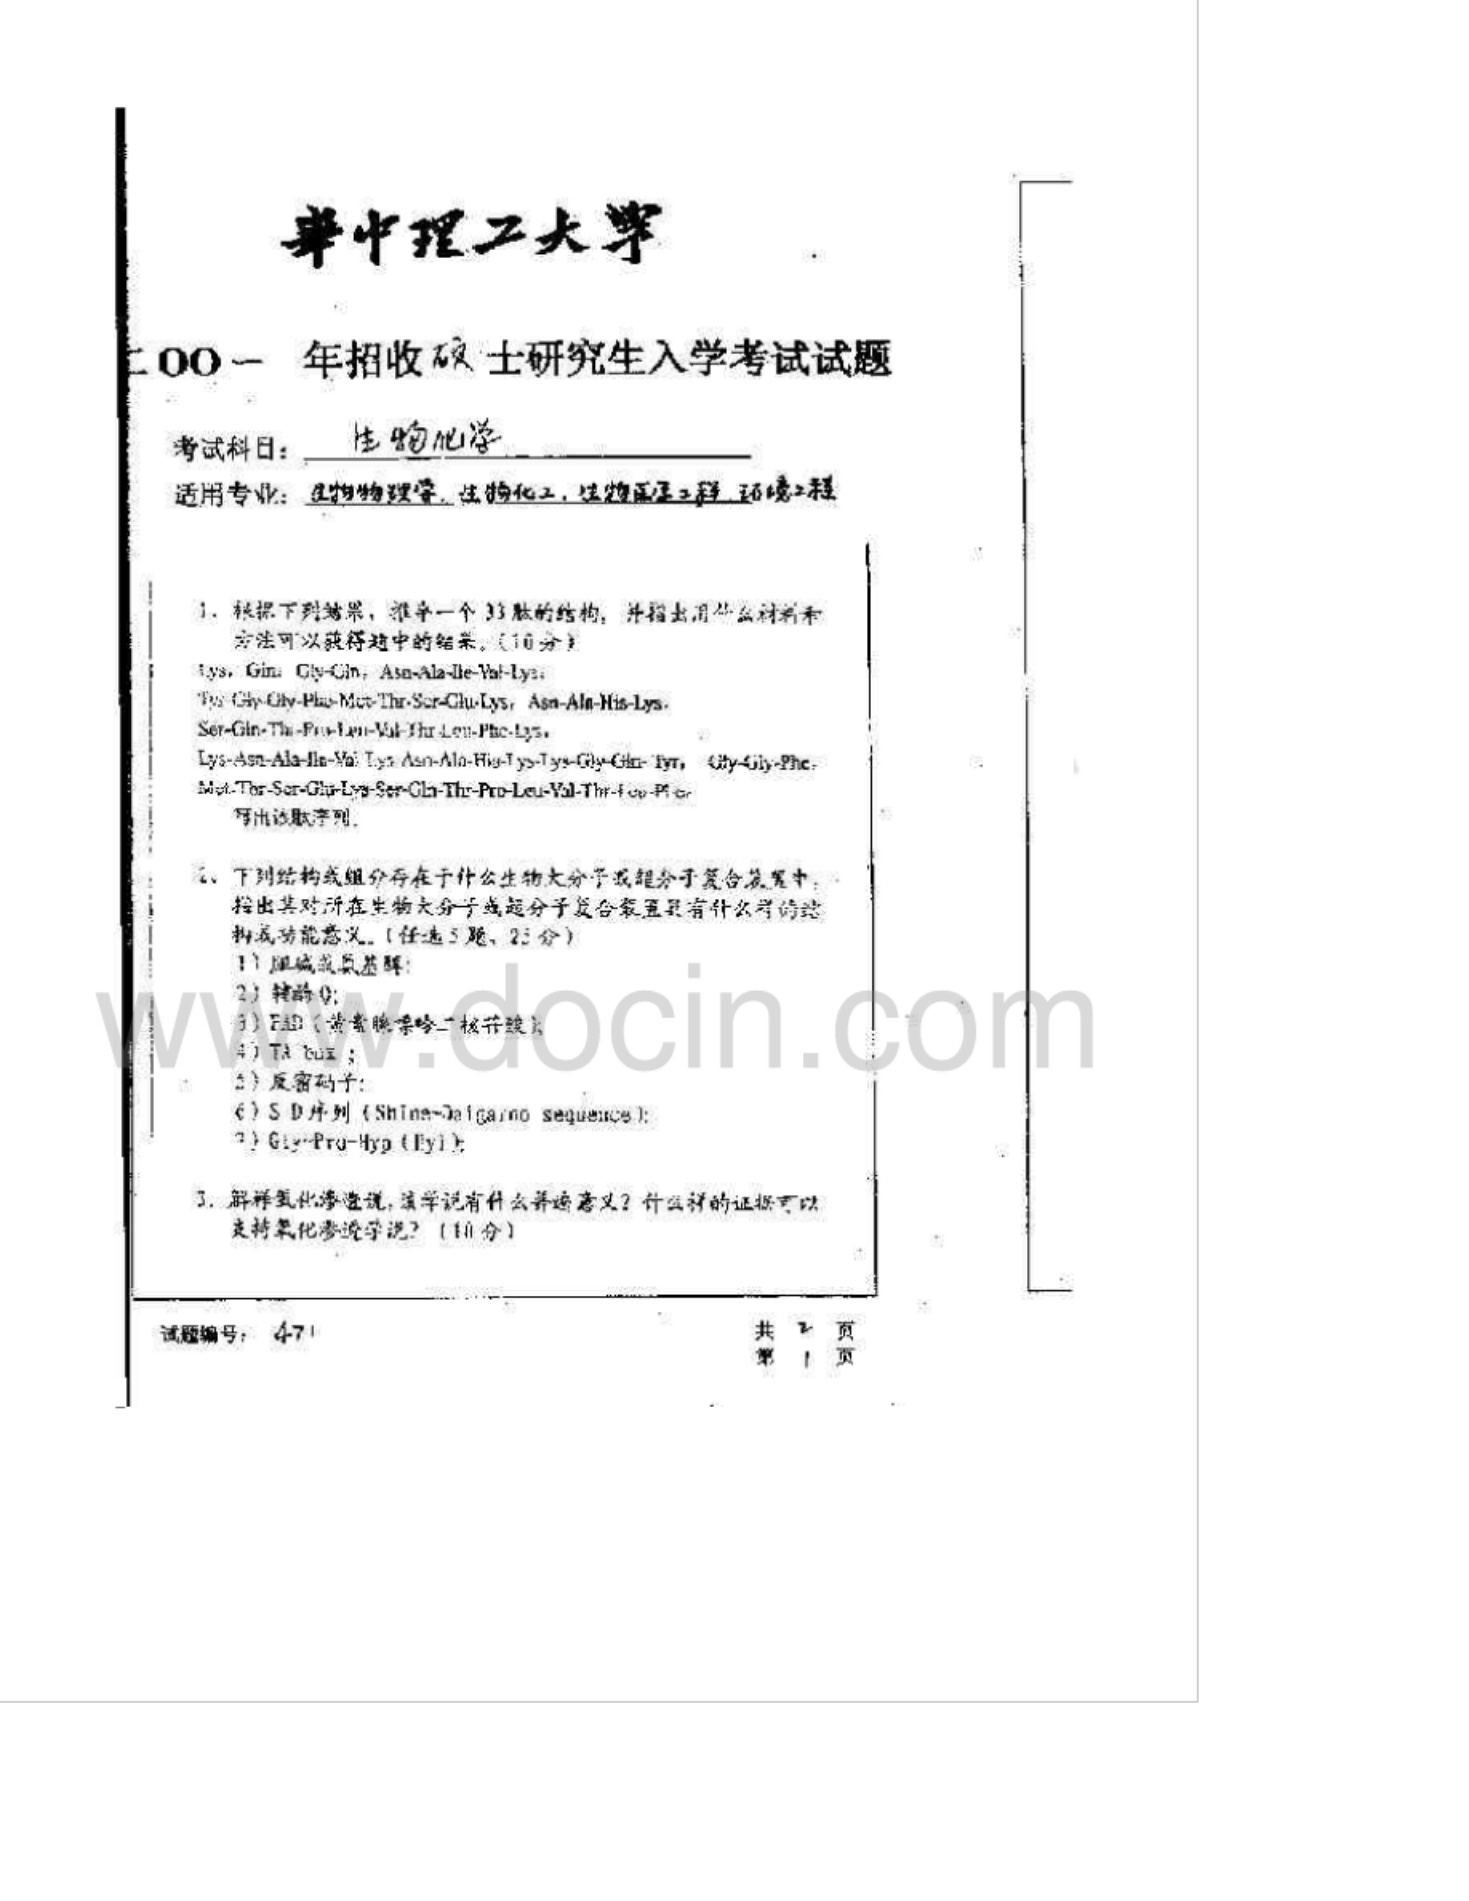 華中理工大學
二00一 年招收硕士研究生入学考试试题
考试科目: 生物化学
适用专业: 生物物理学、生物化工、生物医学工程、环境工程
1. 根据下列结果, 推导一个 33 肽的结构, 并指出用什么材料和
方法可以获得题中的结果。(10 分)
Lys, Gln, Gly-Gln, Asn-Ala-Ile-Val-Lys,
Tyr-Gly-Gly-Phe-Met-Thr-Ser-Glu-Lys, Asn-Ala-His-Lys,
Ser-Gln-Thr-Pro-Leu-Val-Thr-Leu-Phe-Lys,
Lys-Asn-Ala-Ile-Val-Lys-Asn-Ala-His-Lys-Lys-Gly-Gln- Tyr, Gly-Gly-Phe,
Met-Thr-Ser-Glu-Lys-Ser-Gln-Thr-Pro-Leu-Val-Thr-Leu-Phe,
写出该肽序列.
2、下列结构或组分存在于什么生物大分子或超分子复合装置中,
指出其对所在生物大分子或超分子复合装置具有什么样的结
构或功能意义。(任选 5 题、25 分)
1) 胆碱或氨基醇;
2) 辅酶 Q;
3) FAD (黄素腺嘌呤二核苷酸);
4) TA box ;
5) 反密码子;
6) S D 序列 (Shine-Dalgarno sequence);
7) Gly-Pro-Hyp (Hyl);
3. 解释氧化渗透说, 该学说有什么普遍意义? 什么样的证据可以
支持氧化渗透学说? (10 分)
试题编号: 471
共 2 页
第 1 页
www.docin.com